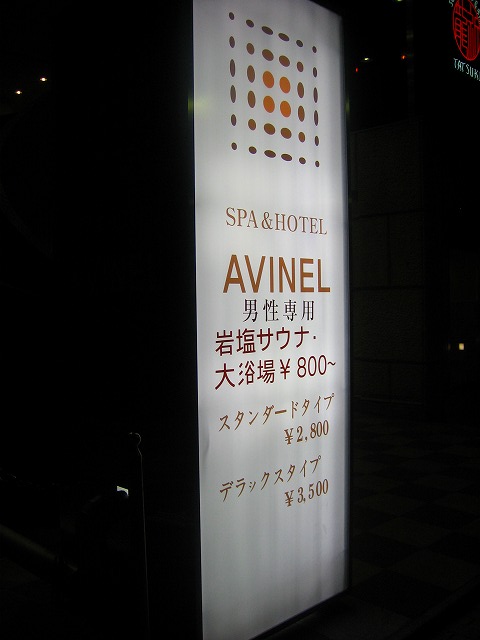 SPA & HOTEL
AVINEL
男性専用
岩塩サウナ・
大浴場¥800~
スタンダードタイプ
¥2,800
デラックスタイプ
¥3,500